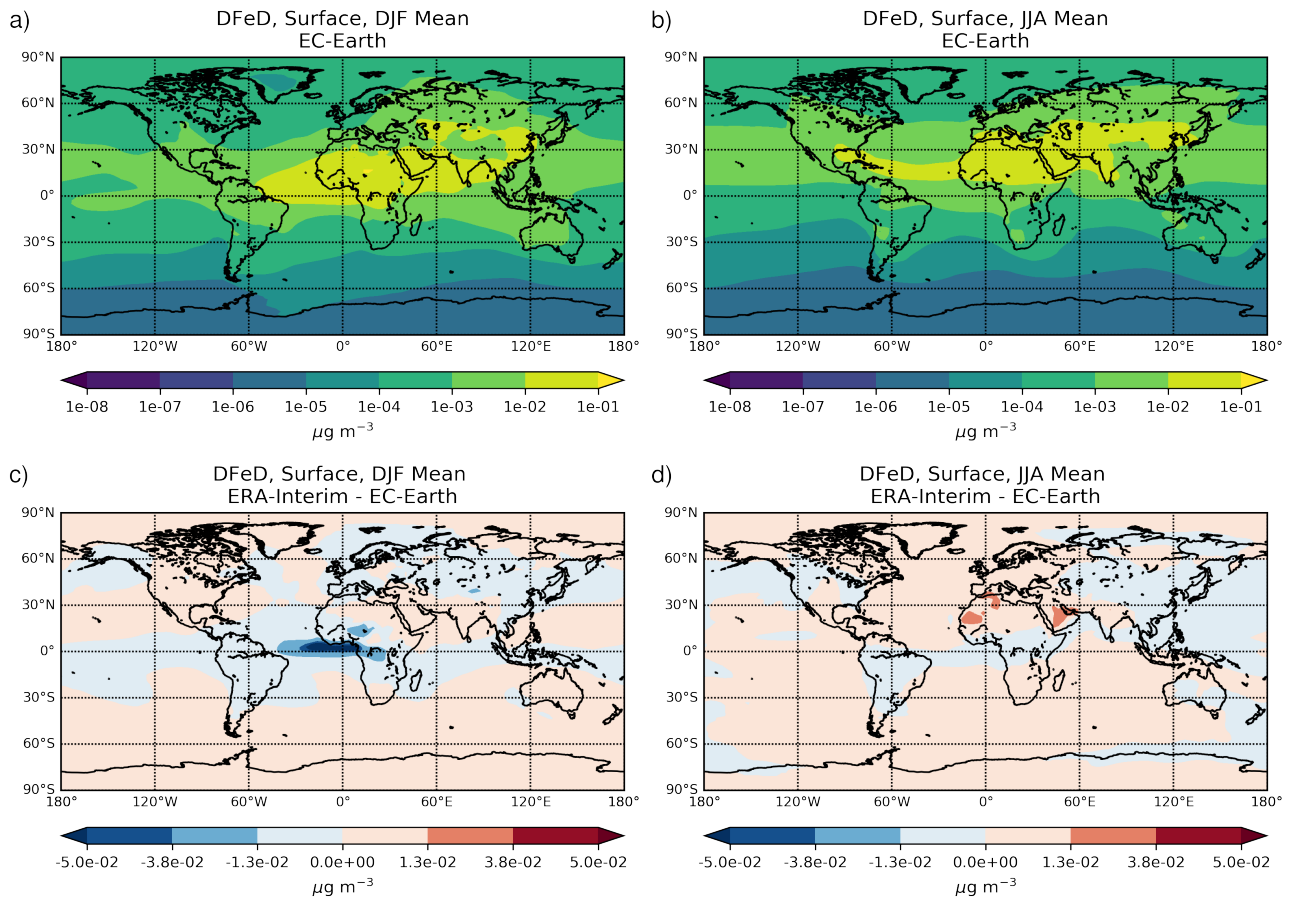 a)
DFeD, Surface, DJF Mean
EC-Earth
90°N
60°N
30°N
0°
30°S
60°S
90°S
180° 120°W 60°W 0° 60°E 120°E 180°
1e-08 1e-07 1e-06 1e-05 1e-04 1e-03 1e-02 1e-01
μg m⁻³
b)
DFeD, Surface, JJA Mean
EC-Earth
90°N
60°N
30°N
0°
30°S
60°S
90°S
180° 120°W 60°W 0° 60°E 120°E 180°
1e-08 1e-07 1e-06 1e-05 1e-04 1e-03 1e-02 1e-01
μg m⁻³
c)
DFeD, Surface, DJF Mean
ERA-Interim - EC-Earth
90°N
60°N
30°N
0°
30°S
60°S
90°S
180° 120°W 60°W 0° 60°E 120°E 180°
-5.0e-02 -3.8e-02 -1.3e-02 0.0e+00 1.3e-02 3.8e-02 5.0e-02
μg m⁻³
d)
DFeD, Surface, JJA Mean
ERA-Interim - EC-Earth
90°N
60°N
30°N
0°
30°S
60°S
90°S
180° 120°W 60°W 0° 60°E 120°E 180°
-5.0e-02 -3.8e-02 -1.3e-02 0.0e+00 1.3e-02 3.8e-02 5.0e-02
μg m⁻³